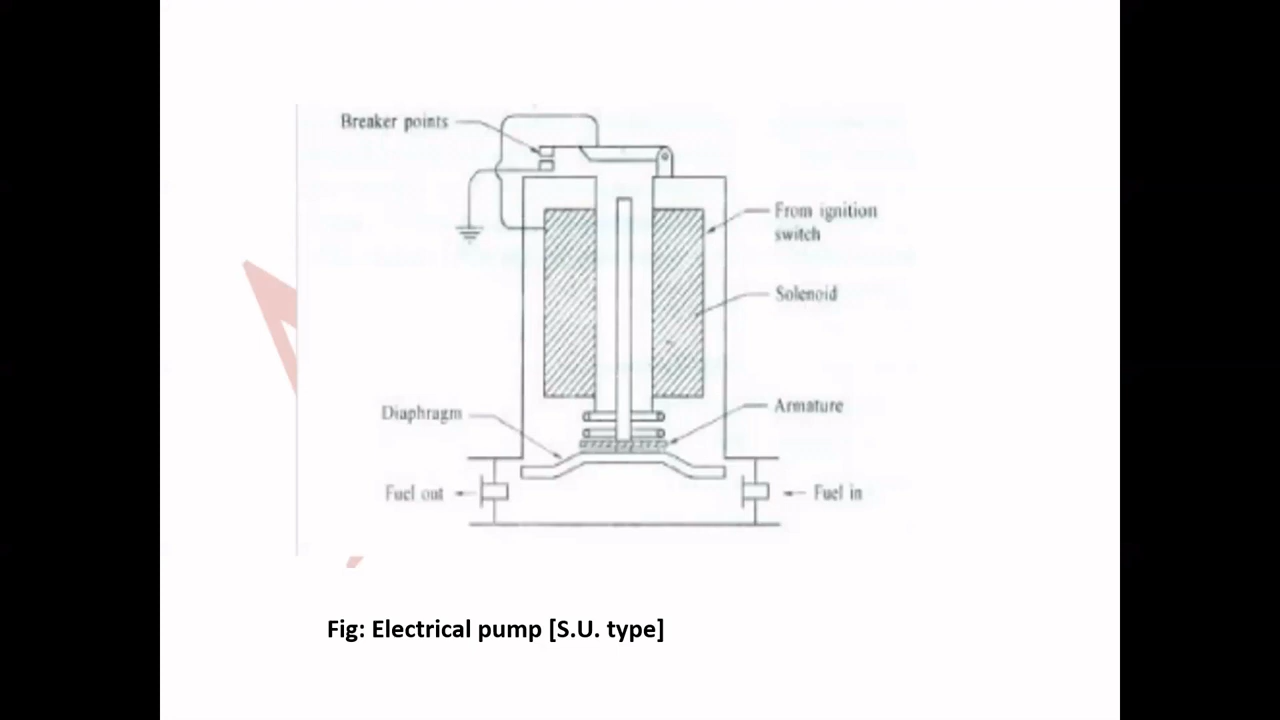 Breaker points
From ignition
switch
Solenoid
Diaphragm
Armature
Fuel out
Fuel in
Fig: Electrical pump [S.U. type]